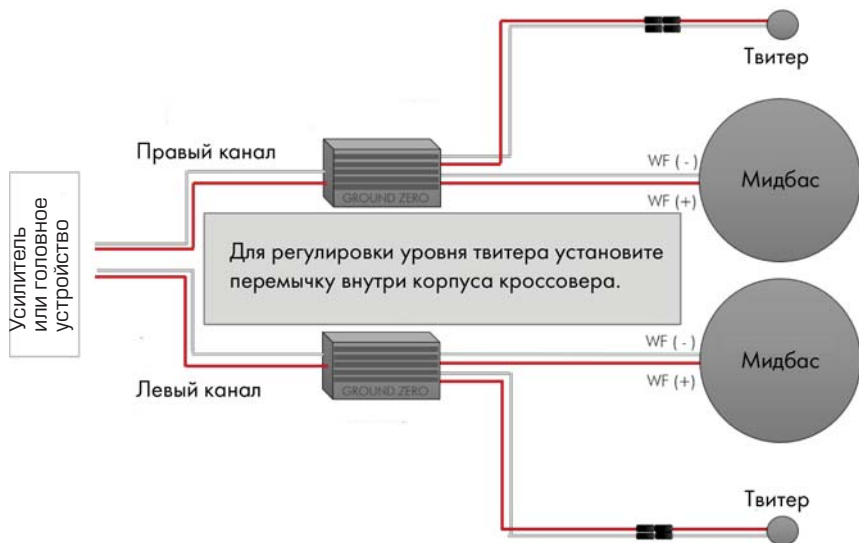 Твитер
Правый канал
GROUND ZERO
WF ( - )
WF (+)
Мидбас
Усилитель
или головное
устройство
Для регулировки уровня твитера установите
перемычку внутри корпуса кроссовера.
Левый канал
GROUND ZERO
WF (-)
WF (+)
Мидбас
Твитер